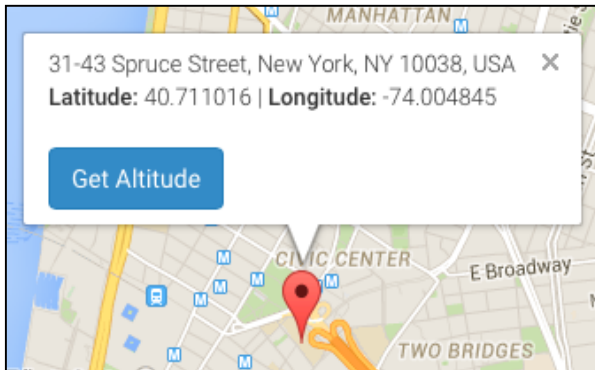 MANHATTAN
31-43 Spruce Street, New York, NY 10038, USA
Latitude: 40.711016 | Longitude: -74.004845
Get Altitude
M
M
M
CIVIC CENTER
M
M
M
M
E Broadway
M
M
TWO BRIDGES